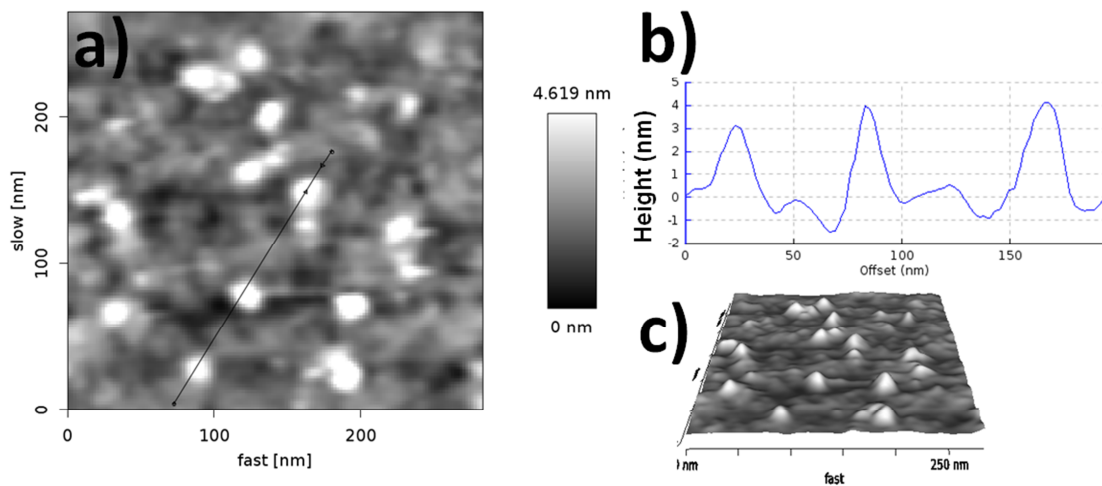 a)
slow [nm]
200
100
0
0
100
200
fast [nm]
4.619 nm
0 nm
b)
Height (nm)
5
4
3
2
1
0
-1
-2
0
50
100
150
Offset (nm)
c)
nm
250 nm
fast